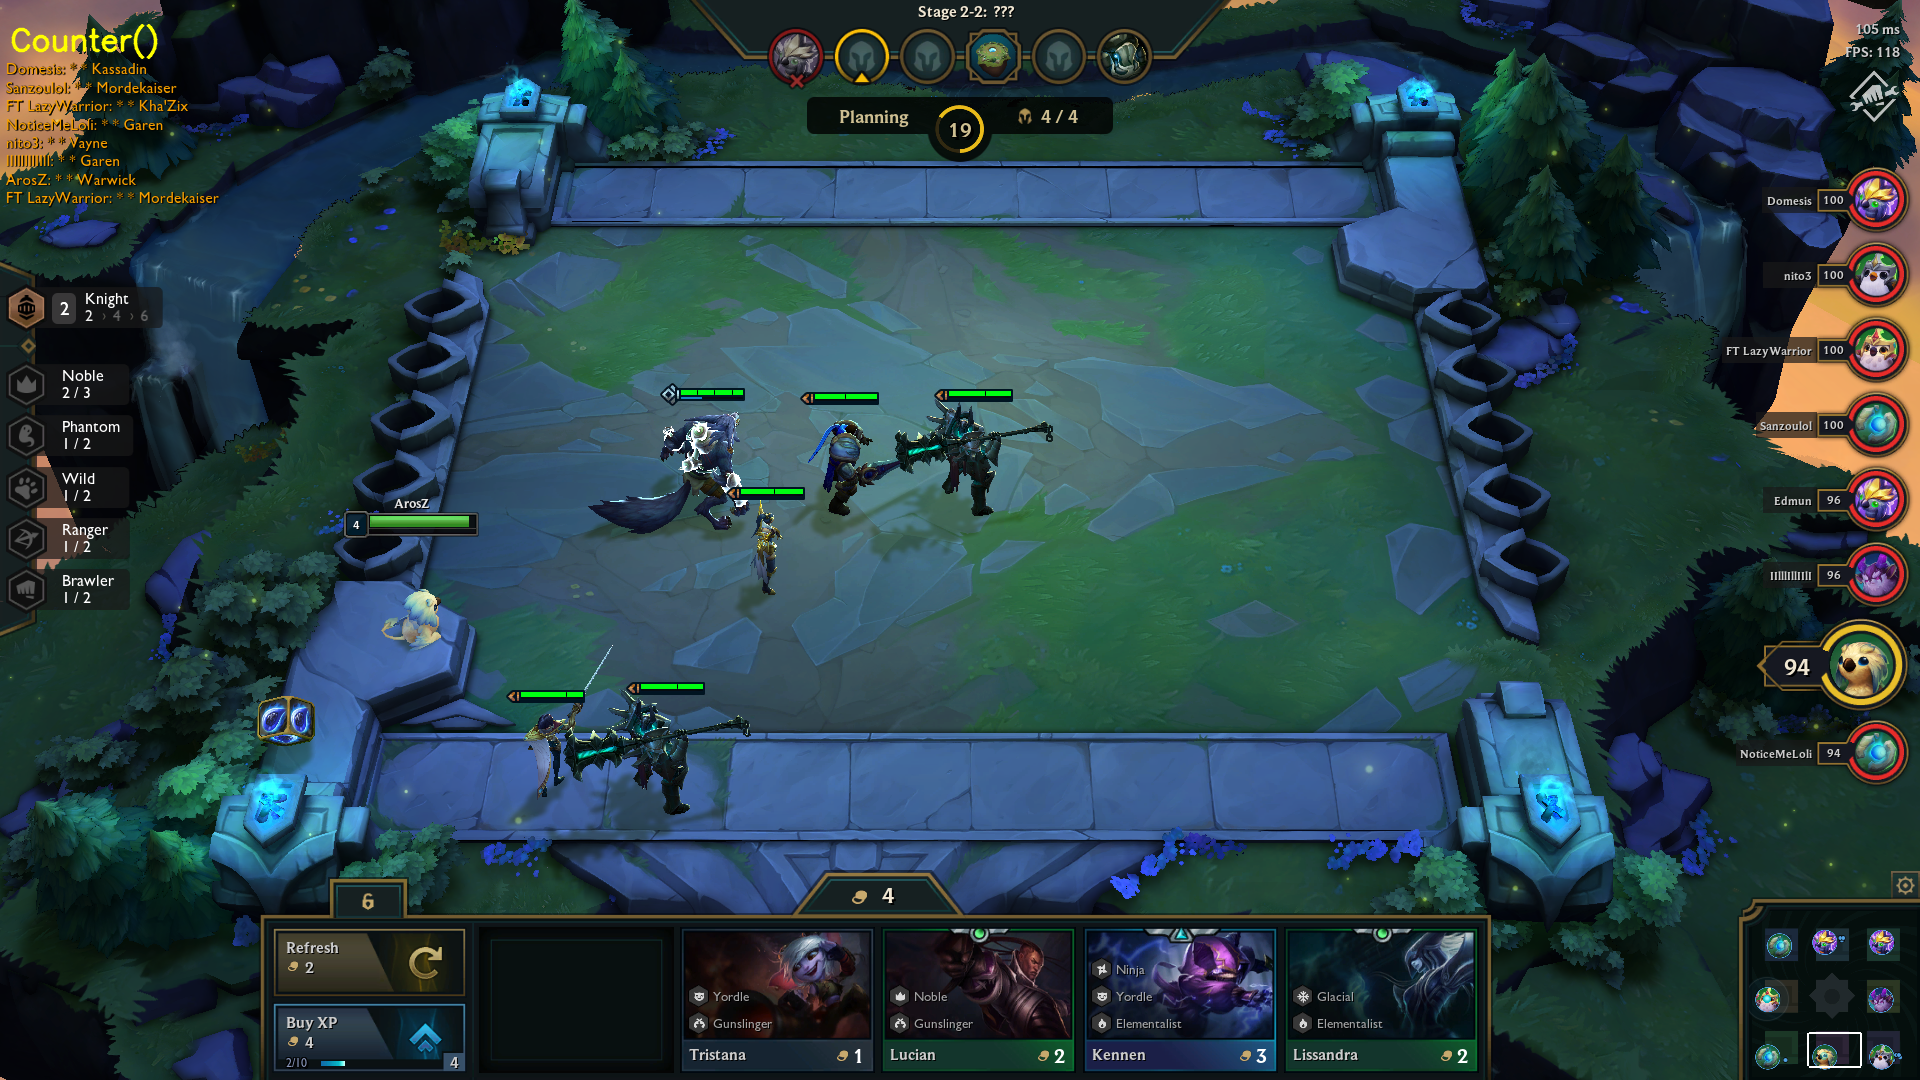 Stage 2-2: ???
105 ms
FPS: 118
Counter()
Domesis: * * Kassadin
Sanzoulol: * * Mordekaiser
FT LazyWarrior: * * Kha'Zix
NoticeMeLoli: * * Garen
nito3: * * Vayne
IIIIIIIIIII: * * Garen
ArosZ: * * Warwick
FT LazyWarrior: * * Mordekaiser
Planning
19
4 / 4
Domesis 100
nito3 100
FT LazyWarrior 100
Sanzoulol 100
Edmun 96
96
94
NoticeMeLoli 94
2
Knight
2 › 4 › 6
Noble
2 / 3
Phantom
1 / 2
Wild
1 / 2
Ranger
1 / 2
Brawler
1 / 2
ArosZ
4
6
4
Refresh
2
Buy XP
4
2/10
4
Yordle
Gunslinger
Tristana 1
Noble
Gunslinger
Lucian 2
Ninja
Yordle
Elementalist
Kennen 3
Glacial
Elementalist
Lissandra 2